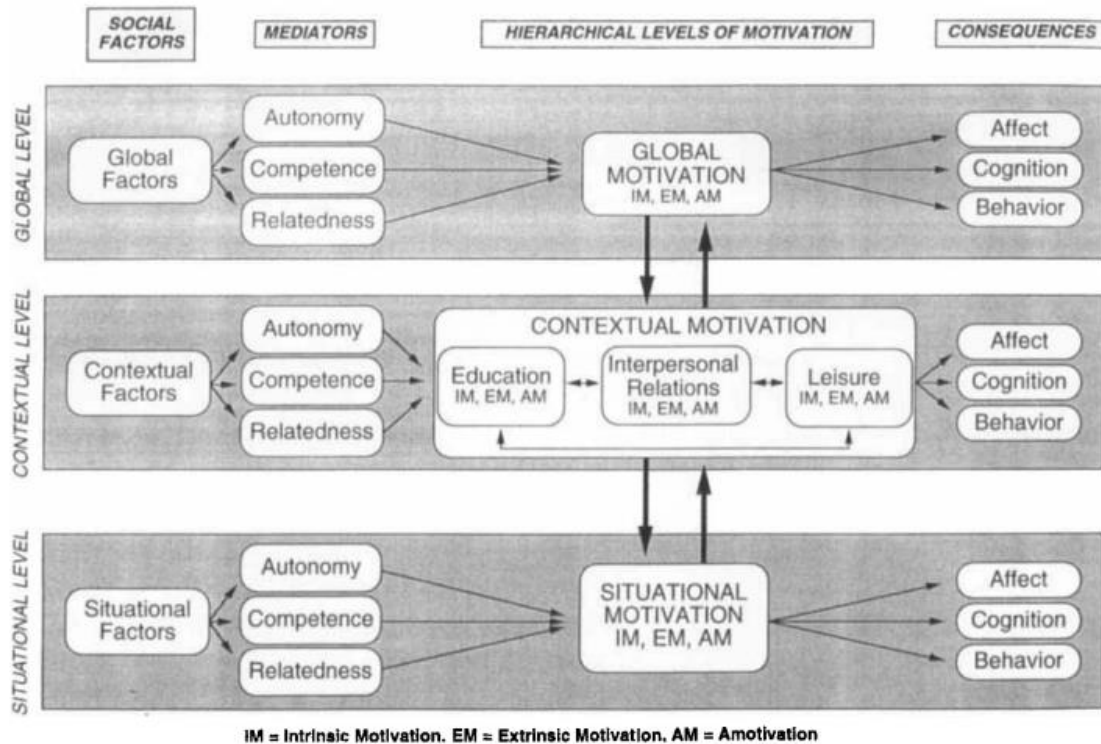 SOCIAL
FACTORS
MEDIATORS
HIERARCHICAL LEVELS OF MOTIVATION
CONSEQUENCES
GLOBAL LEVEL
Global
Factors
Autonomy
Competence
Relatedness
GLOBAL
MOTIVATION
IM, EM, AM
Affect
Cognition
Behavior
CONTEXTUAL LEVEL
Contextual
Factors
Autonomy
Competence
Relatedness
CONTEXTUAL MOTIVATION
Education
IM, EM, AM
Interpersonal
Relations
IM, EM, AM
Leisure
IM, EM, AM
Affect
Cognition
Behavior
SITUATIONAL LEVEL
Situational
Factors
Autonomy
Competence
Relatedness
SITUATIONAL
MOTIVATION
IM, EM, AM
Affect
Cognition
Behavior
IM = Intrinsic Motivation. EM = Extrinsic Motivation, AM = Amotivation